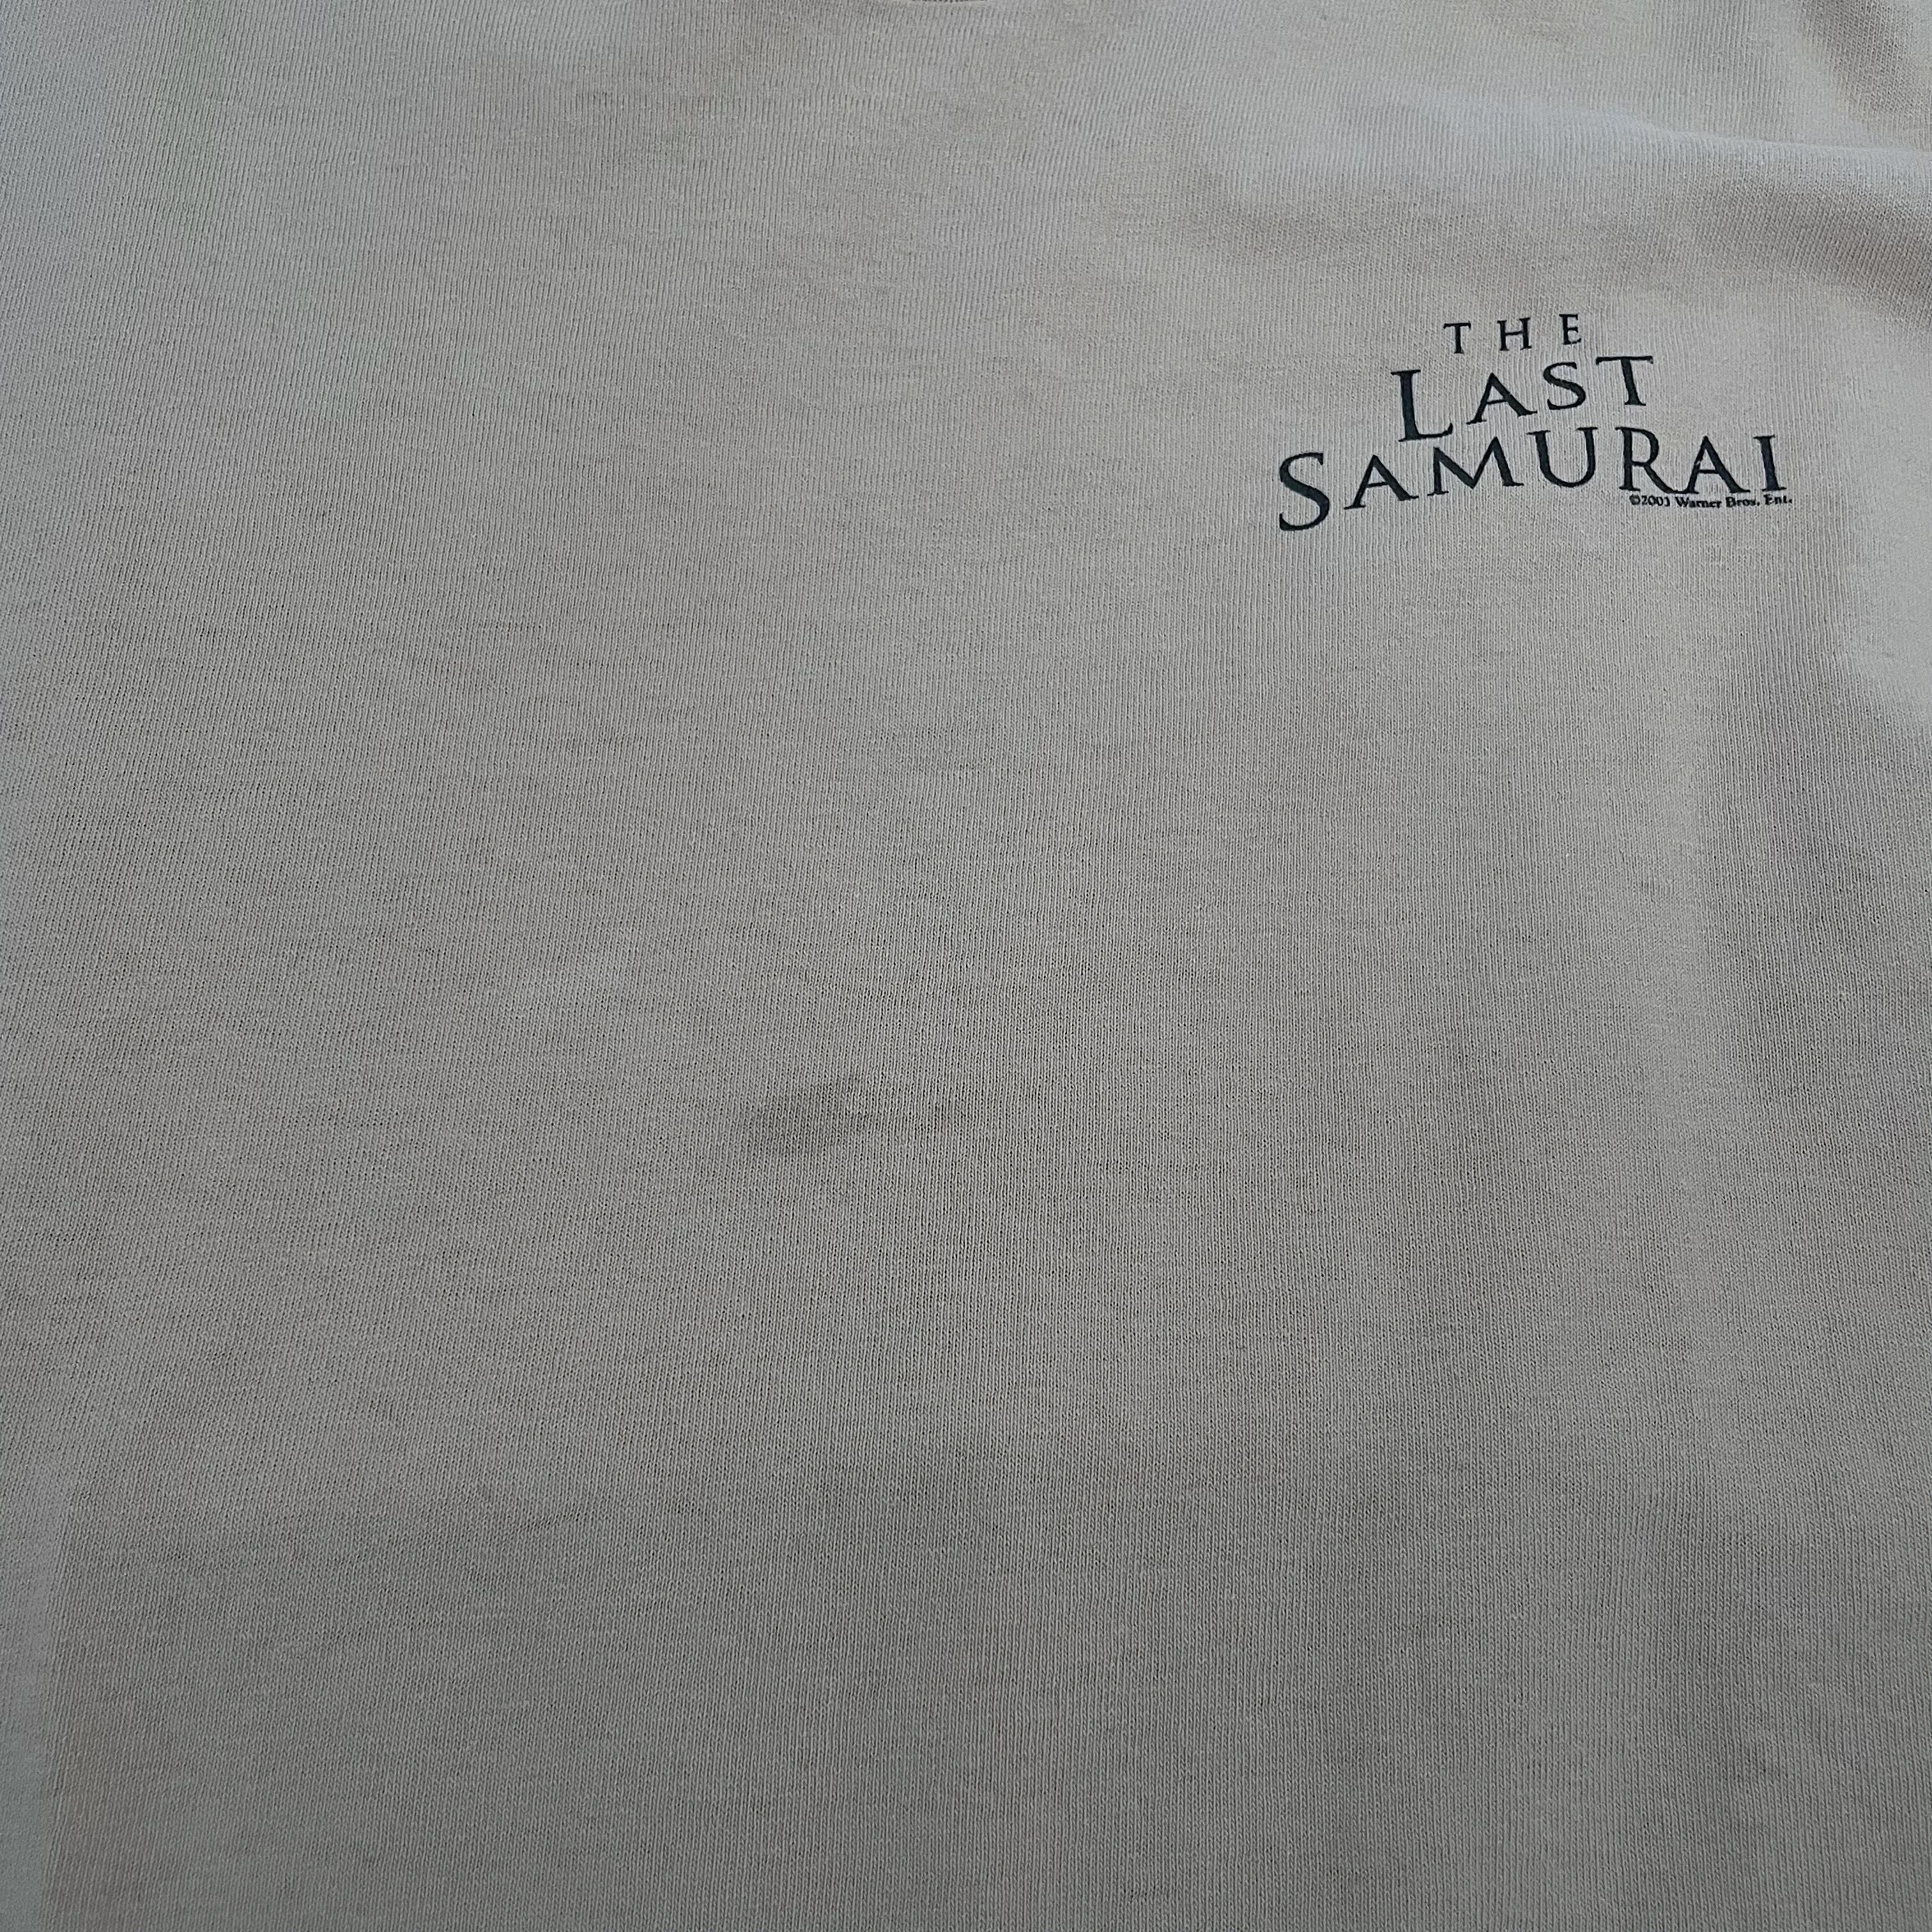 THE
LAST
SAMURAI
©2003 Warner Bros. Ent.